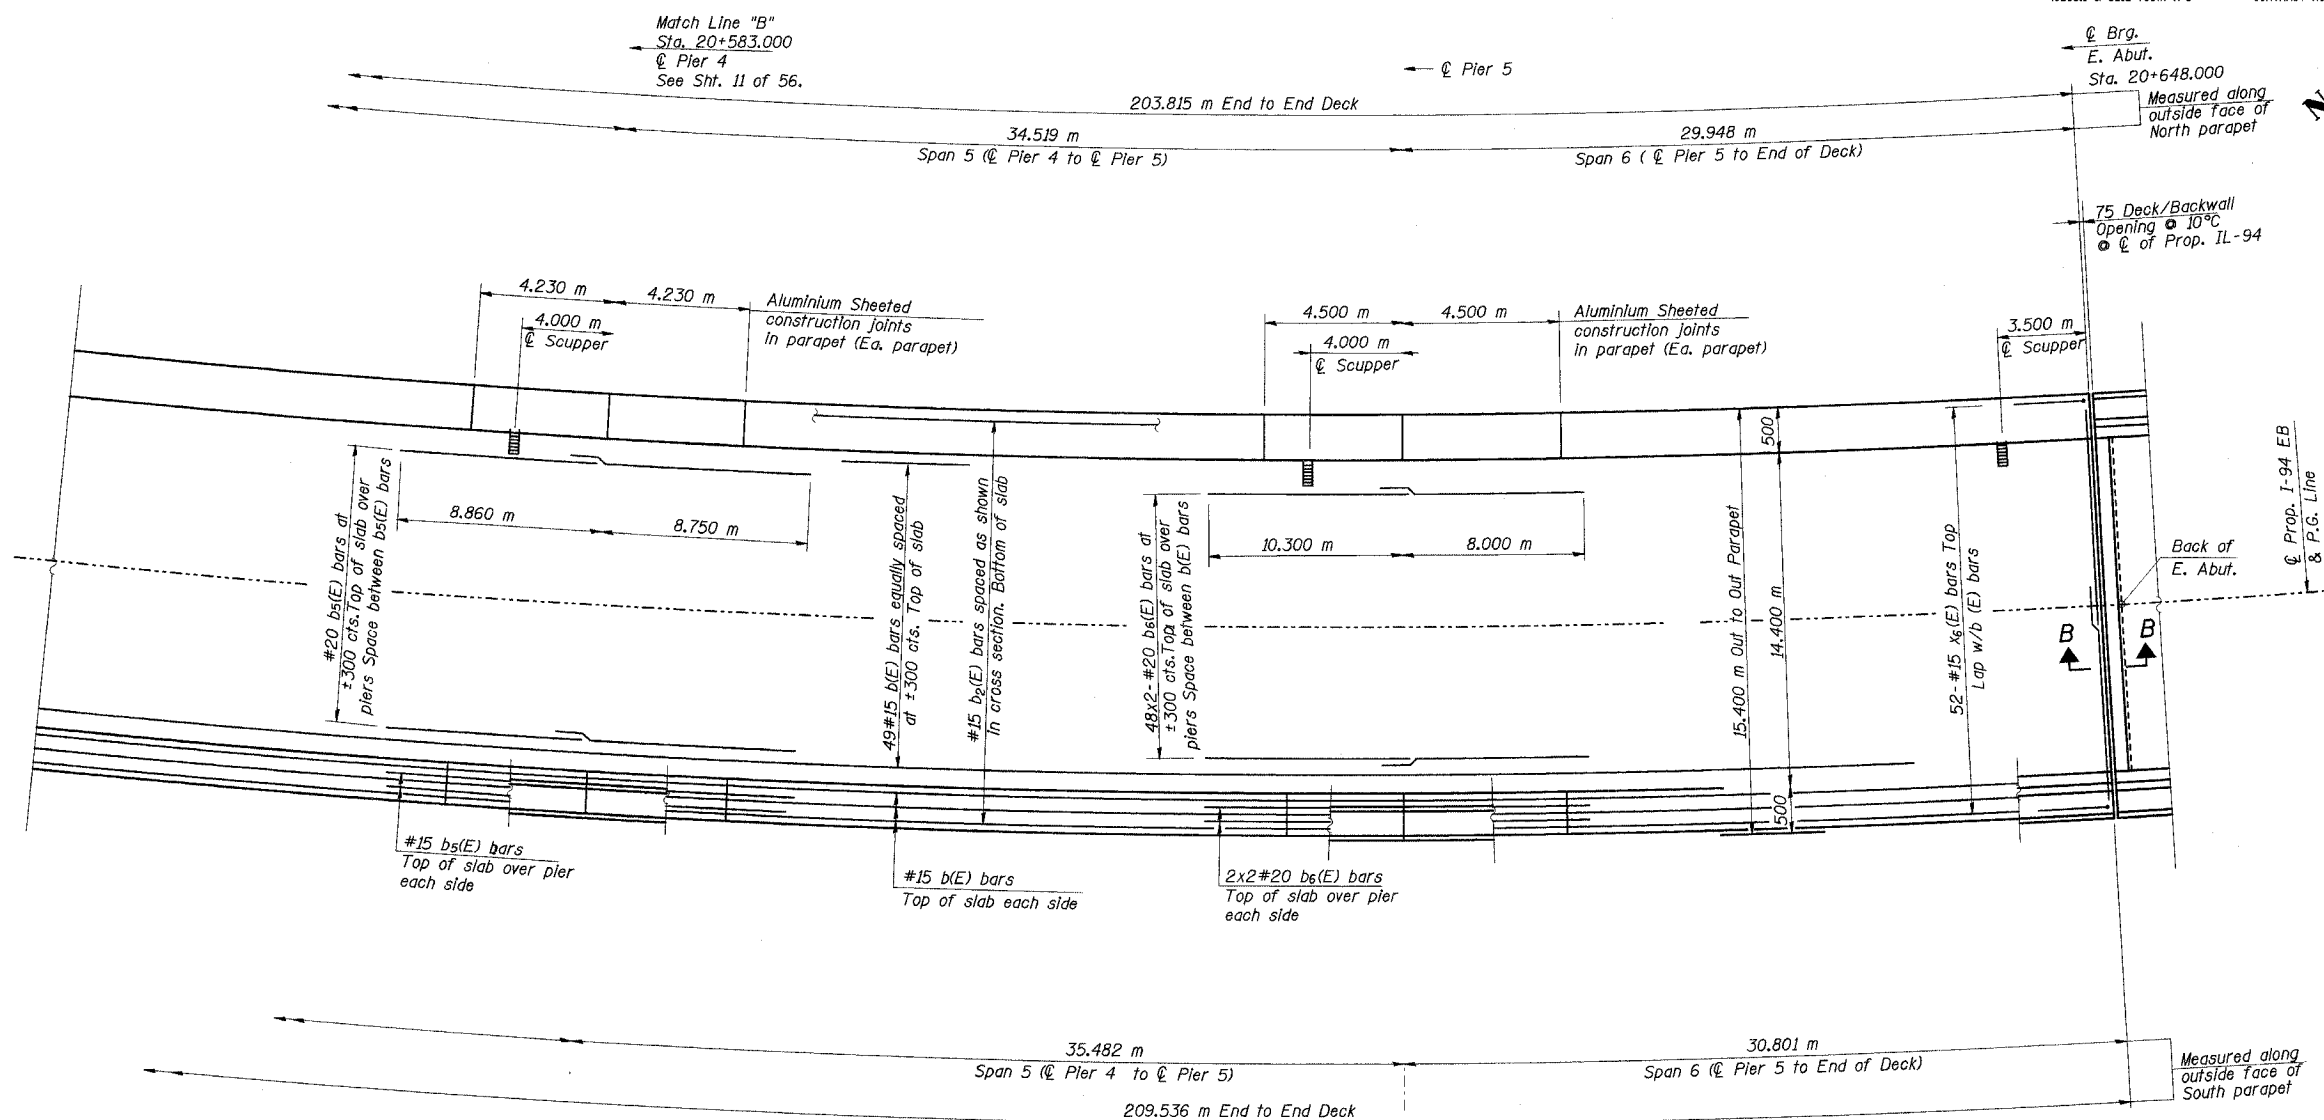 Match Line "B"
Sta. 20+583.000
℄ Pier 4
See Sht. 11 of 56.
℄ Pier 5
℄ Brg.
E. Abut.
Sta. 20+648.000
Measured along
outside face of
North parapet
N
203.815 m End to End Deck
34.519 m
Span 5 (℄ Pier 4 to ℄ Pier 5)
29.948 m
Span 6 ( ℄ Pier 5 to End of Deck)
75 Deck/Backwall
Opening @ 10°C
@ ℄ of Prop. IL-94
4.230 m
4.230 m
4.000 m
℄ Scupper
Aluminium Sheeted
construction joints
in parapet (Ea. parapet)
4.500 m
4.500 m
4.000 m
℄ Scupper
Aluminium Sheeted
construction joints
in parapet (Ea. parapet)
3.500 m
℄ Scupper
#20 b5(E) bars at
±300 cts. Top of slab over
piers Space between b5(E) bars
8.860 m
8.750 m
49#15 b(E) bars equally spaced
at ±300 cts. Top of slab
#15 b2(E) bars spaced as shown
in cross section. Bottom of slab
48x2-#20 b6(E) bars at
±300 cts. Top of slab over
piers Space between b(E) bars
10.300 m
8.000 m
15.400 m Out to Out Parapet
500
14.400 m
500
52-#15 x6(E) bars Top
Lap w/b (E) bars
B
B
Back of
E. Abut.
℄ Prop. I-94 EB
& P.G. Line
#15 b5(E) bars
Top of slab over pier
each side
#15 b(E) bars
Top of slab each side
2x2#20 b6(E) bars
Top of slab over pier
each side
35.482 m
Span 5 (℄ Pier 4 to ℄ Pier 5)
30.801 m
Span 6 (℄ Pier 5 to End of Deck)
209.536 m End to End Deck
Measured along
outside face of
South parapet